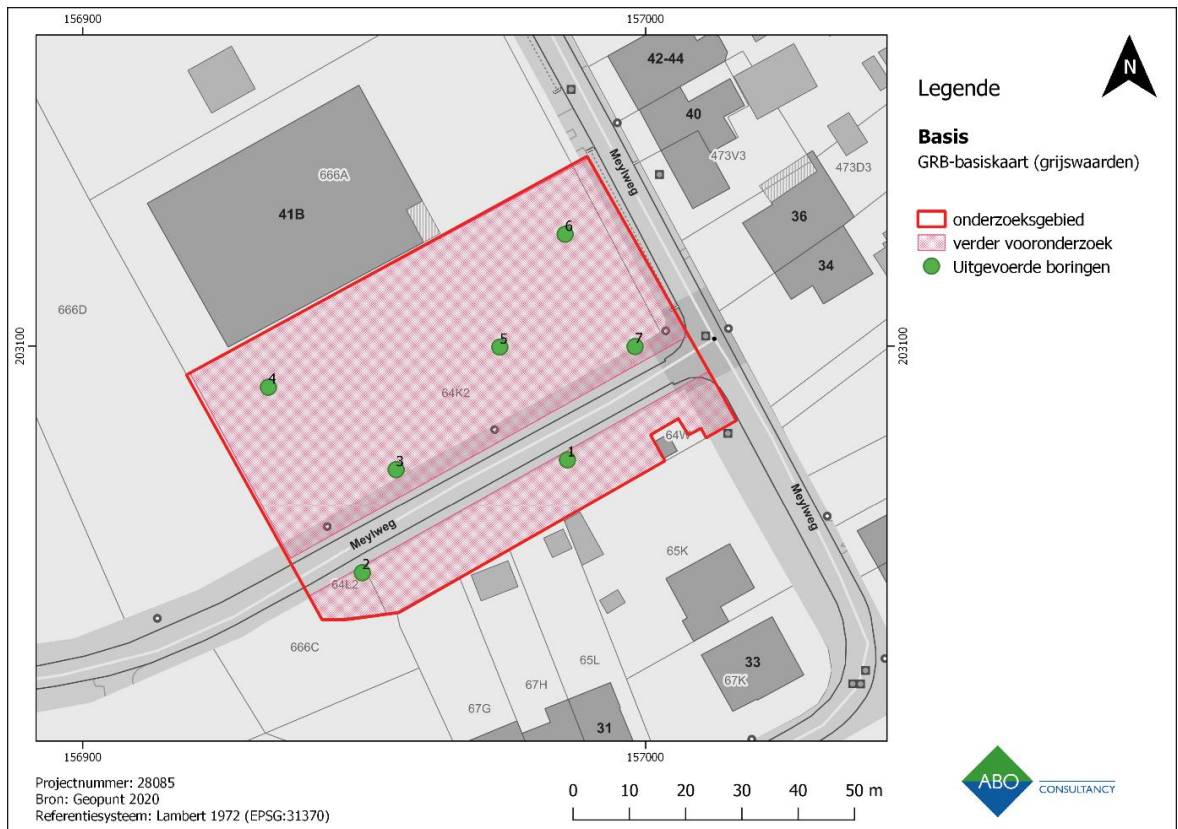 156900
157000
42-44
40
Meylweg
473V3
473D3
666A
41B
36
34
6
666D
203100
203100
5
7
4
64K2
64W
3
1
Meylweg
Meylweg
2
64L2
65K
666C
65L
33
67K
67H
67G
31
156900
157000
N
Legende
Basis
GRB-basiskaart (grijswaarden)
onderzoeksgebied
verder vooronderzoek
Uitgevoerde boringen
Projectnummer: 28085
Bron: Geopunt 2020
Referentiesysteem: Lambert 1972 (EPSG:31370)
0 10 20 30 40 50 m
ABO
CONSULTANCY